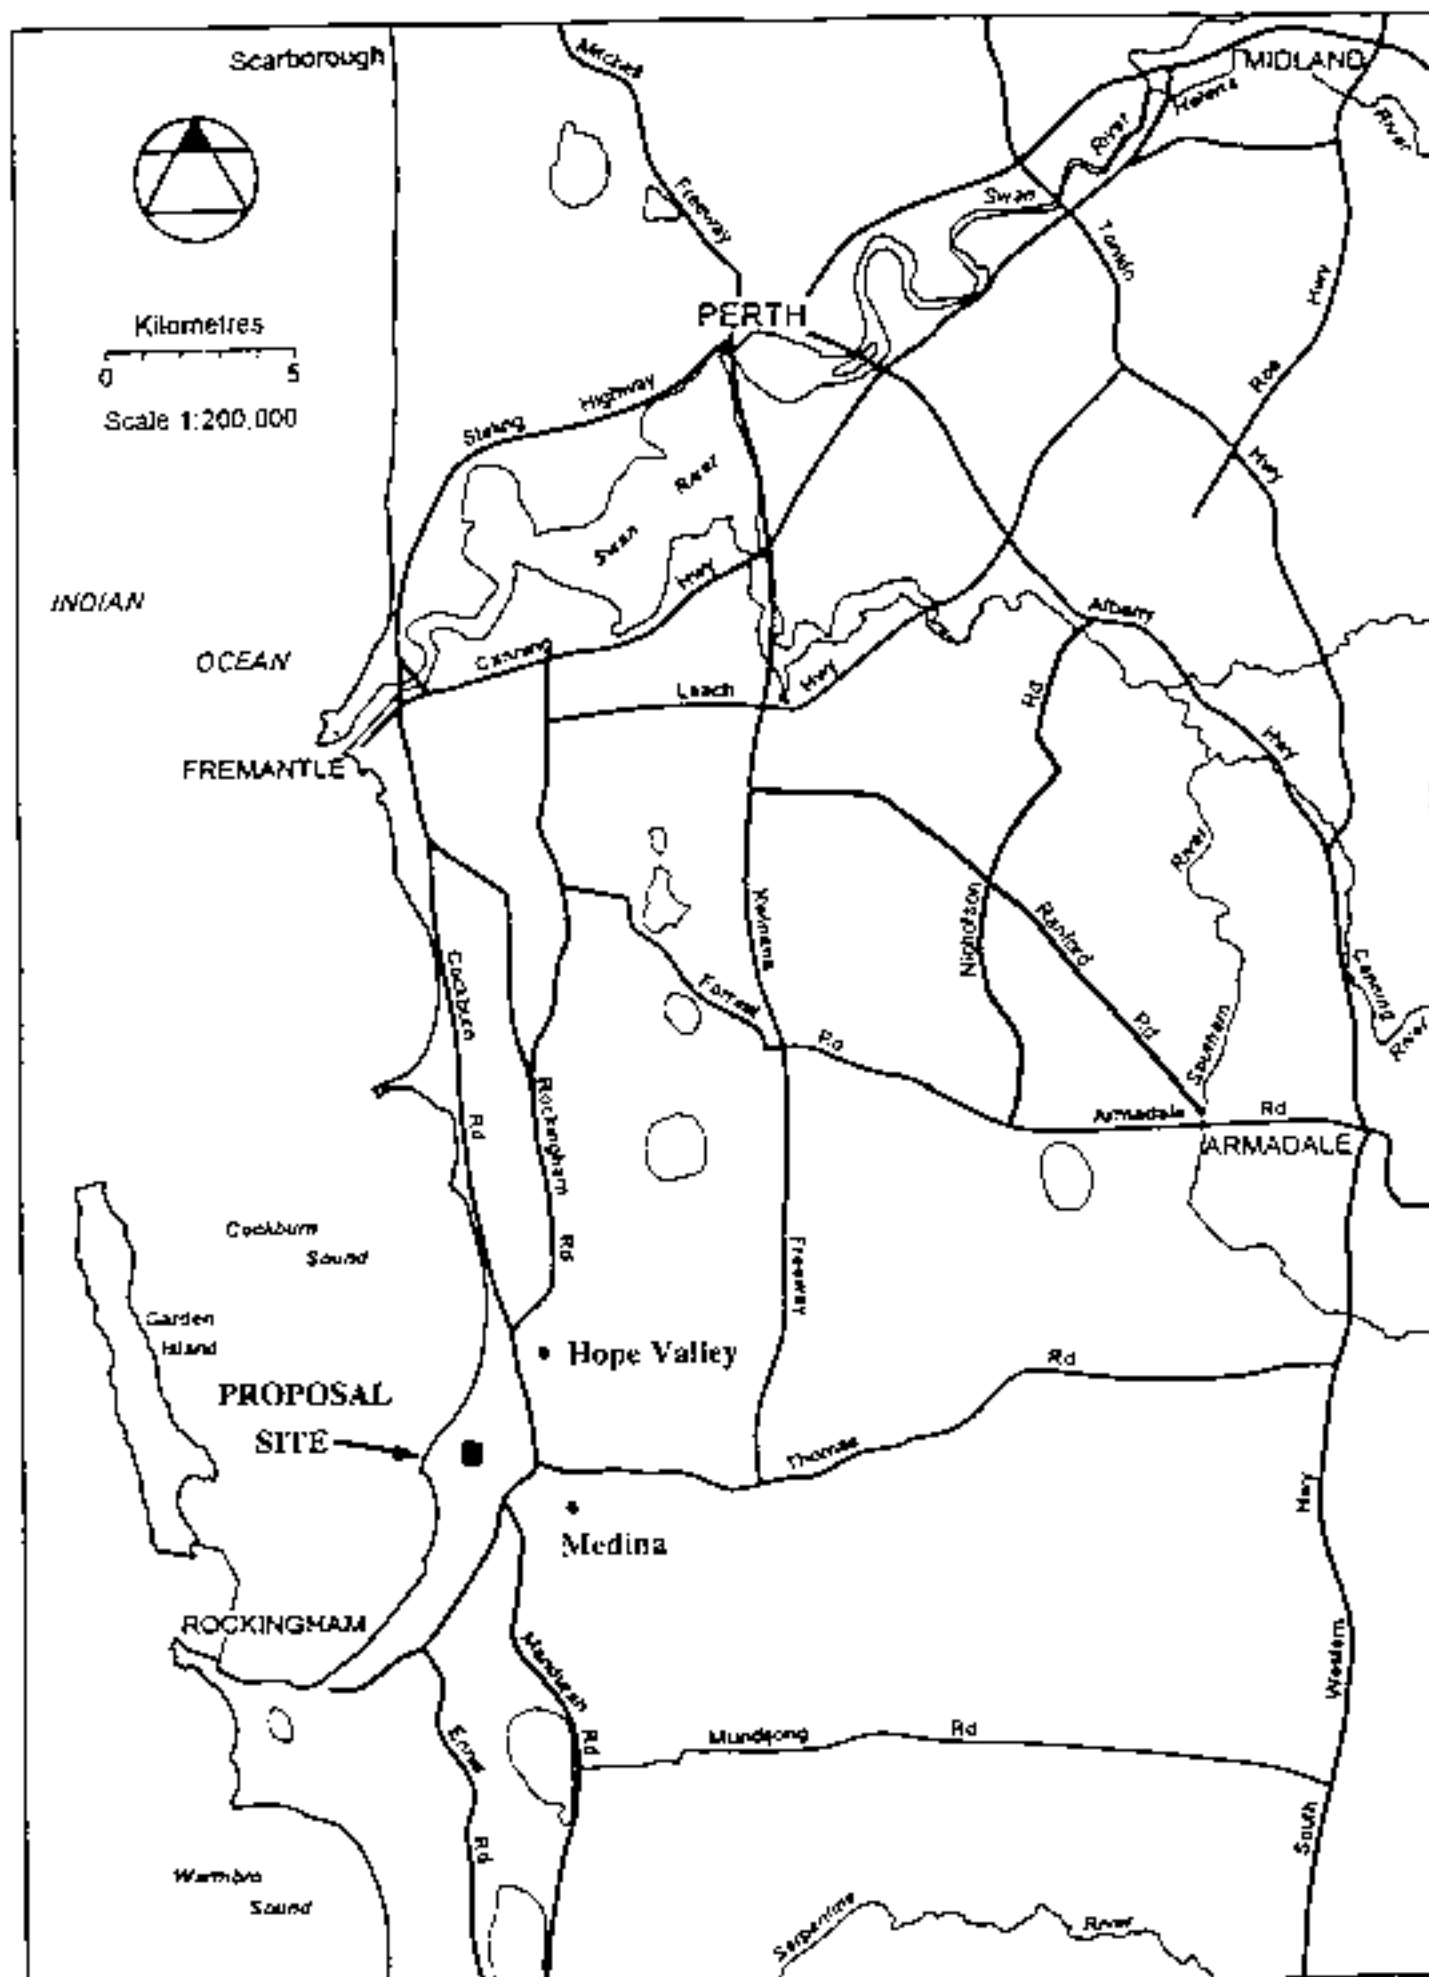 Scarborough
Mitchell
Freeway
MIDLAND
Helena
River
River
Swan
Tonkin
Hwy
Kilometres
0 5
Scale 1:200,000
PERTH
Roe
Hwy
Stirling Highway
River
Swan
Hwy
INDIAN
OCEAN
Canning
Albany
Leach
Hwy
Rd
Hwy
FREMANTLE
River
Kwinana
Nicholson
Ranford
Cockburn
Forrest
Rd
Rd
Canning
River
Southern
Rockingham
Rd
Armadale Rd
ARMADALE
Cockburn
Sound
Rd
Freeway
Garden
Island
Hope Valley
Rd
PROPOSAL
SITE
Thomas
Hwy
Medina
ROCKINGHAM
Mandurah
Western
Rd
Mundijong Rd
Ennis
South
Rd
Warnbro
Sound
Serpentine
River